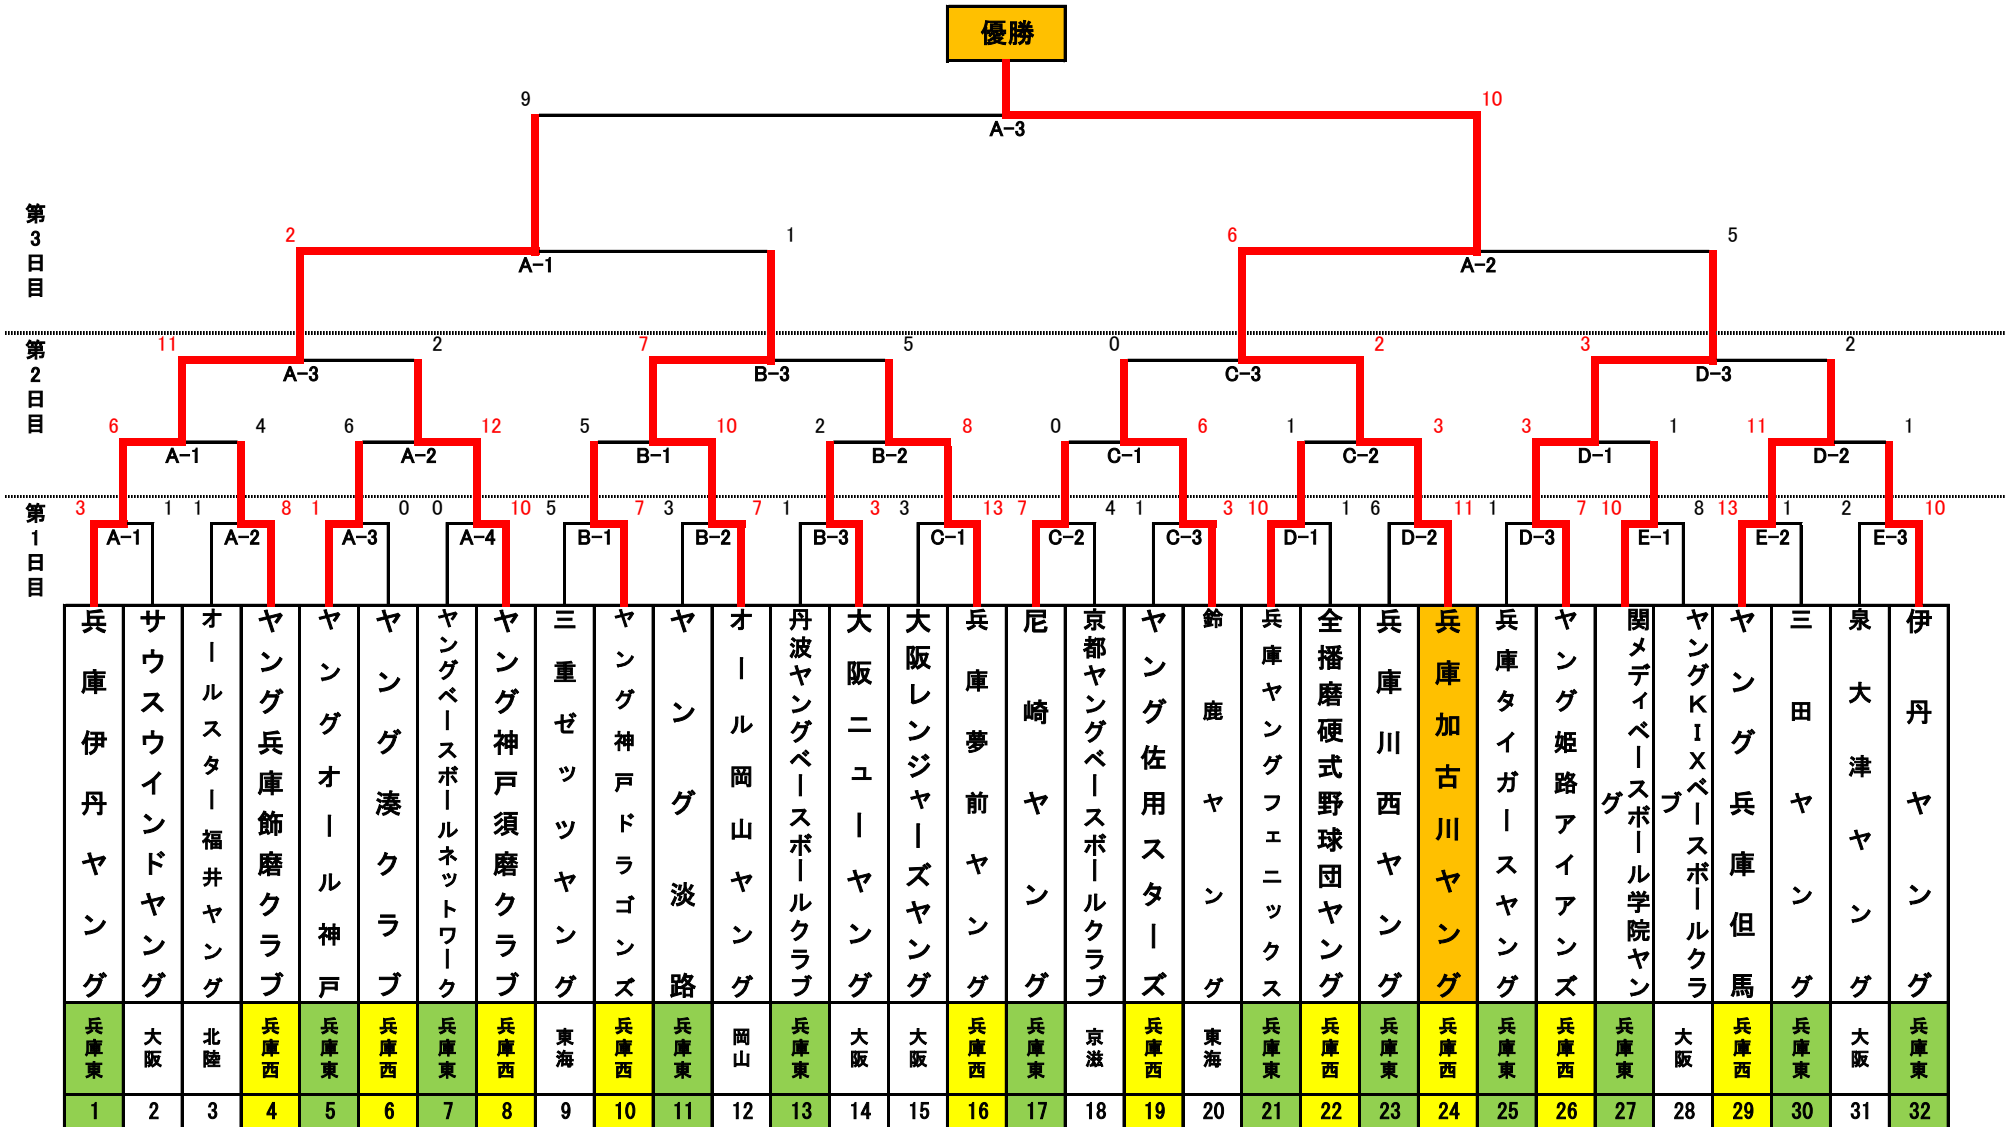 優勝
9
10
A-3
第3日目
2
1
6
5
A-1
A-2
第2日目
11
2
7
5
0
2
3
2
A-3
B-3
C-3
D-3
6
4
6
12
5
10
2
8
0
6
1
3
3
1
11
1
A-1
A-2
B-1
B-2
C-1
C-2
D-1
D-2
第1日目
3
1
1
8
1
0
0
10
5
7
3
7
1
3
3
13
7
4
1
3
10
1
6
11
1
7
10
8
13
1
2
10
A-1
A-2
A-3
A-4
B-1
B-2
B-3
C-1
C-2
C-3
D-1
D-2
D-3
E-1
E-2
E-3
兵庫伊丹ヤング
サウスウインドヤング
オールスター福井ヤング
ヤング兵庫飾磨クラブ
ヤングオール神戸
ヤング湊クラブ
ヤングベースボールネットワーク
ヤング神戸須磨クラブ
三重ゼッツヤング
ヤング神戸ドラゴンズ
ヤング淡路
オール岡山ヤング
丹波ヤングベースボールクラブ
大阪ニューヤング
大阪レンジャーズヤング
兵庫夢前ヤング
尼崎ヤング
京都ヤングベースボールクラブ
ヤング佐用スターズ
鈴鹿ヤング
兵庫ヤングフェニックス
全播磨硬式野球団ヤング
兵庫川西ヤング
兵庫加古川ヤング
兵庫タイガースヤング
ヤング姫路アイアンズ
関メディベースボール学院ヤン
グ
ヤングKIXベースボールクラ
ブ
ヤング兵庫但馬
三田ヤング
泉大津ヤング
伊丹ヤング
兵庫東
大阪
北陸
兵庫西
兵庫東
兵庫西
兵庫東
兵庫西
東海
兵庫西
兵庫東
岡山
兵庫東
大阪
大阪
兵庫西
兵庫東
京滋
兵庫西
東海
兵庫東
兵庫西
兵庫東
兵庫西
兵庫東
兵庫西
兵庫東
大阪
兵庫西
兵庫東
大阪
兵庫東
1
2
3
4
5
6
7
8
9
10
11
12
13
14
15
16
17
18
19
20
21
22
23
24
25
26
27
28
29
30
31
32